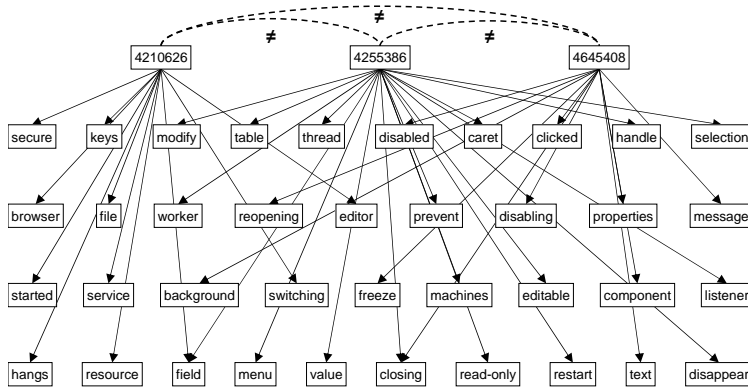 ≠
≠ ≠
4210626 4255386 4645408
secure keys modify table thread disabled caret clicked handle selection
browser file worker reopening editor prevent disabling properties message
started service background switching freeze machines editable component listener
hangs resource field menu value closing read-only restart text disappear